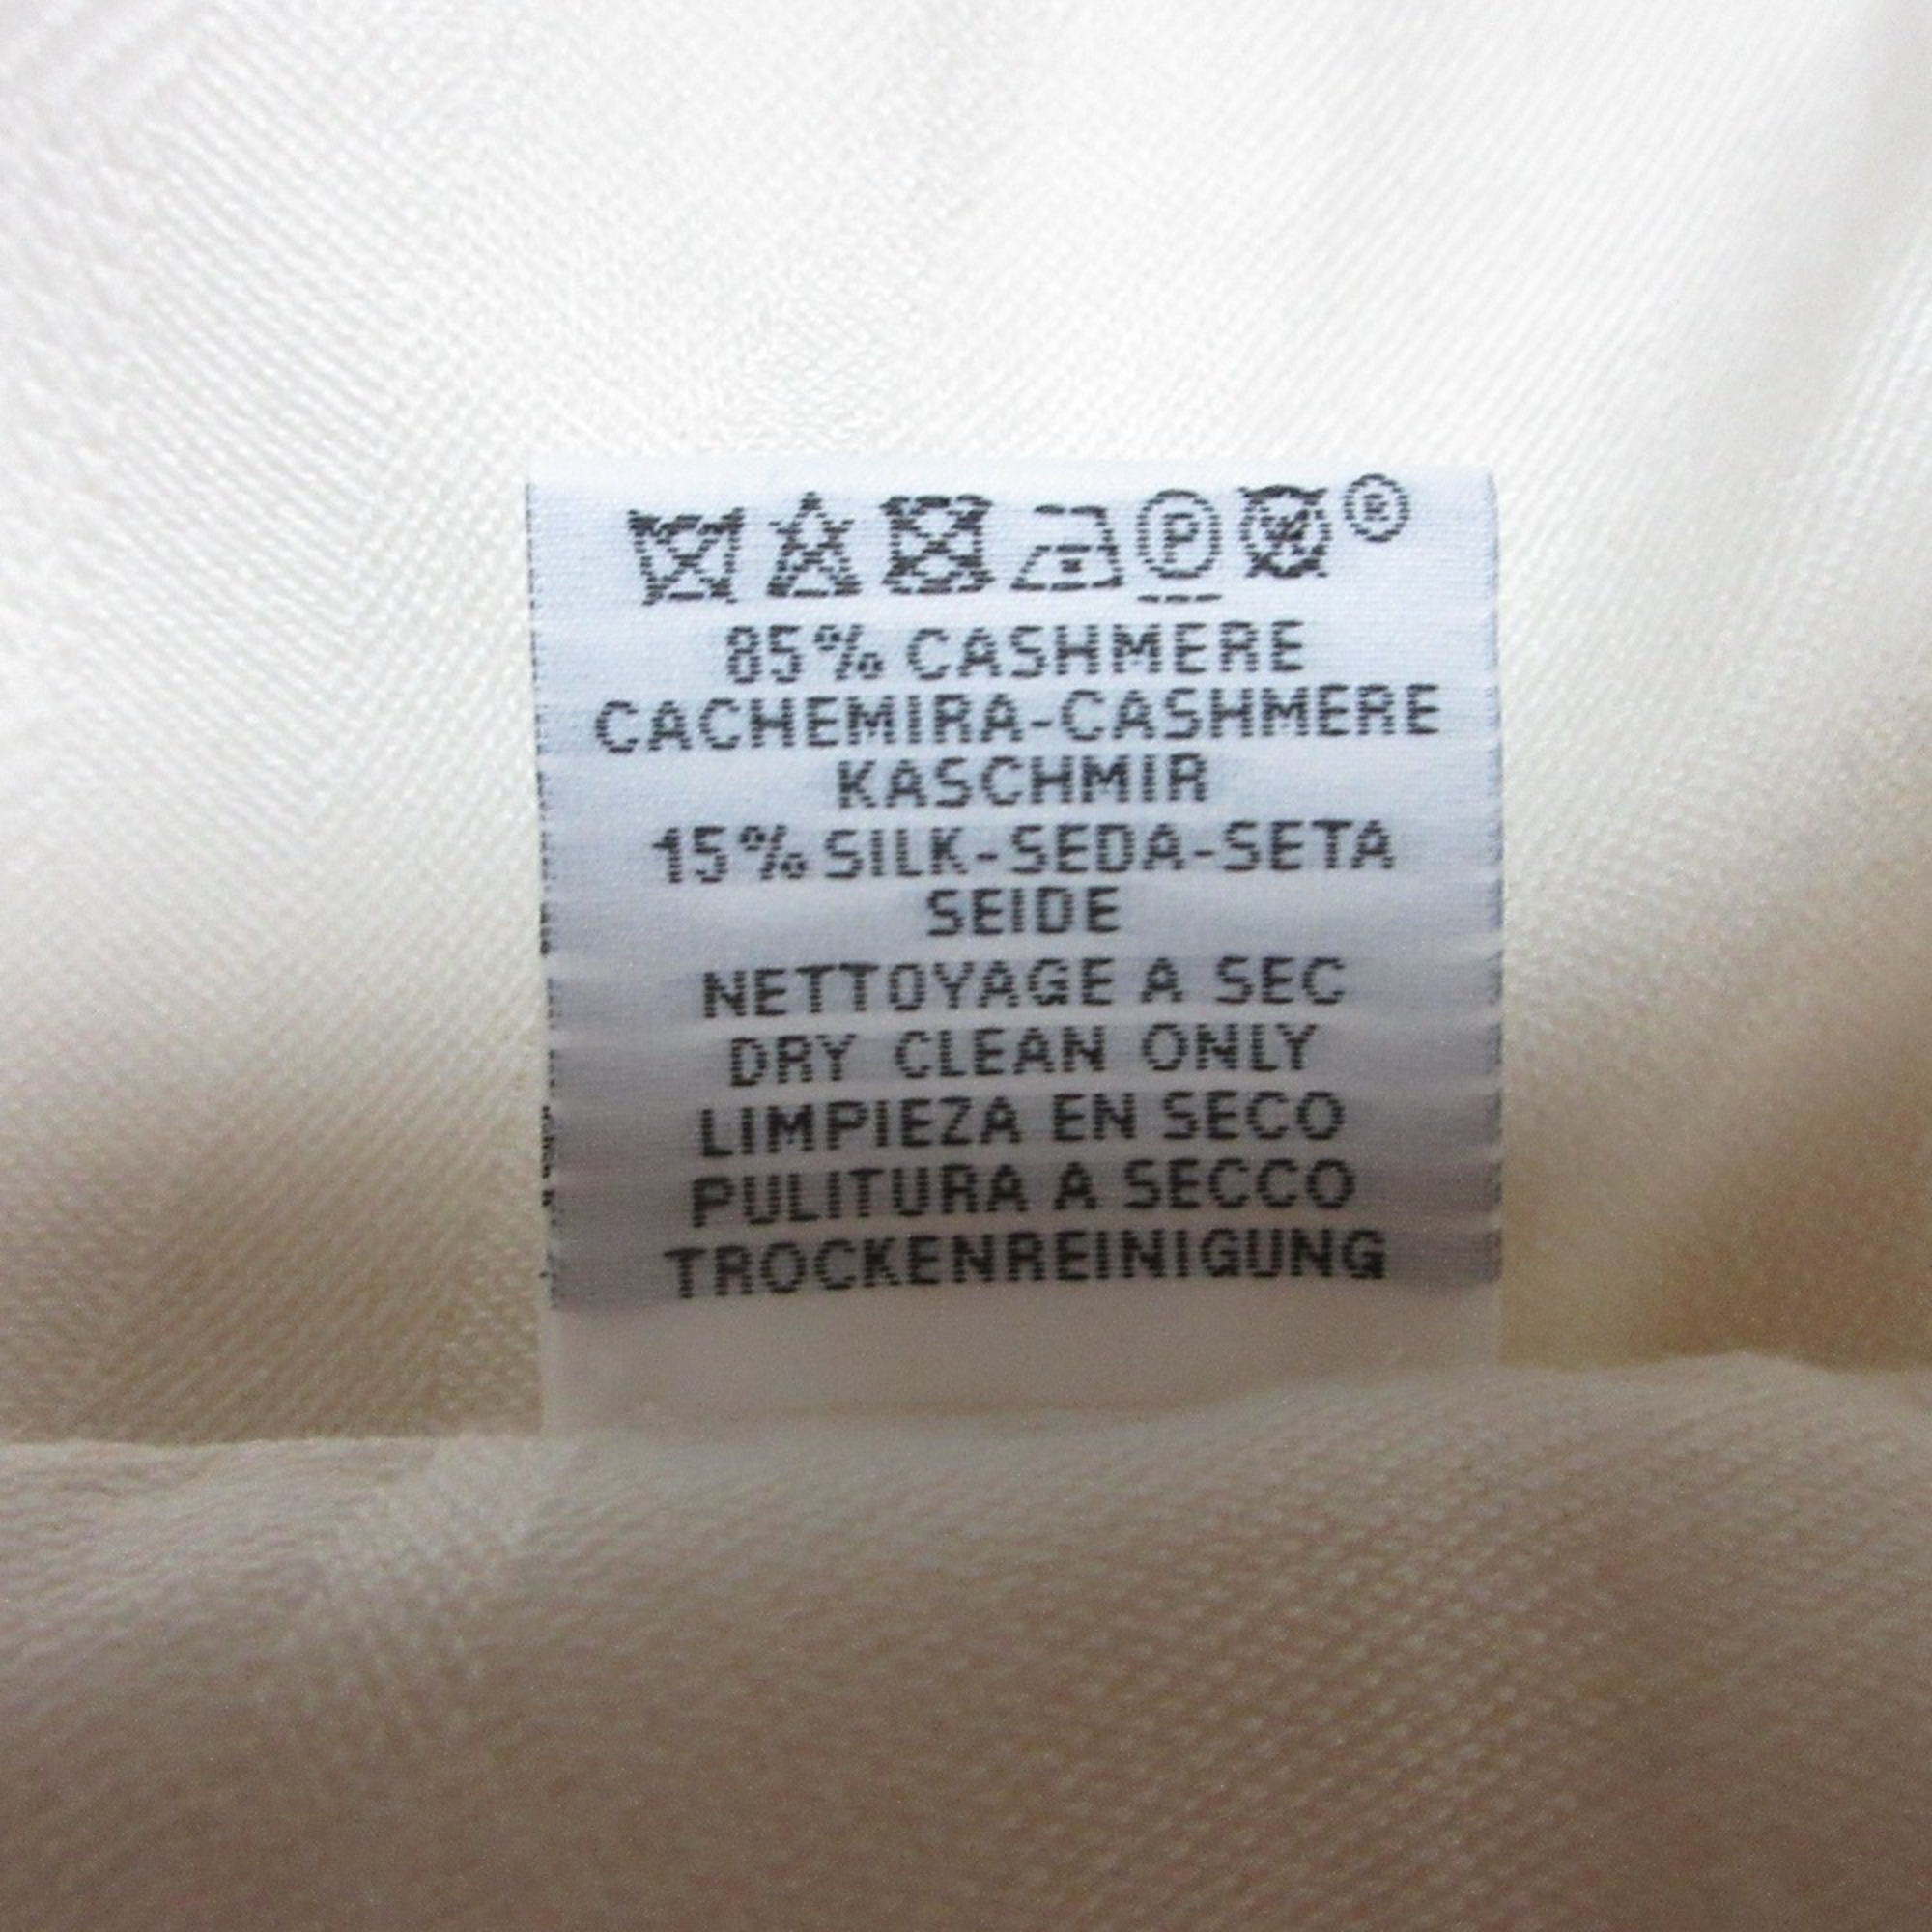 P W ®
85% CASHMERE
CACHEMIRA-CASHMERE
KASCHMIR
15% SILK-SEDA-SETA
SEIDE
NETTOYAGE A SEC
DRY CLEAN ONLY
LIMPIEZA EN SECO
PULITURA A SECCO
TROCKENREINIGUNG